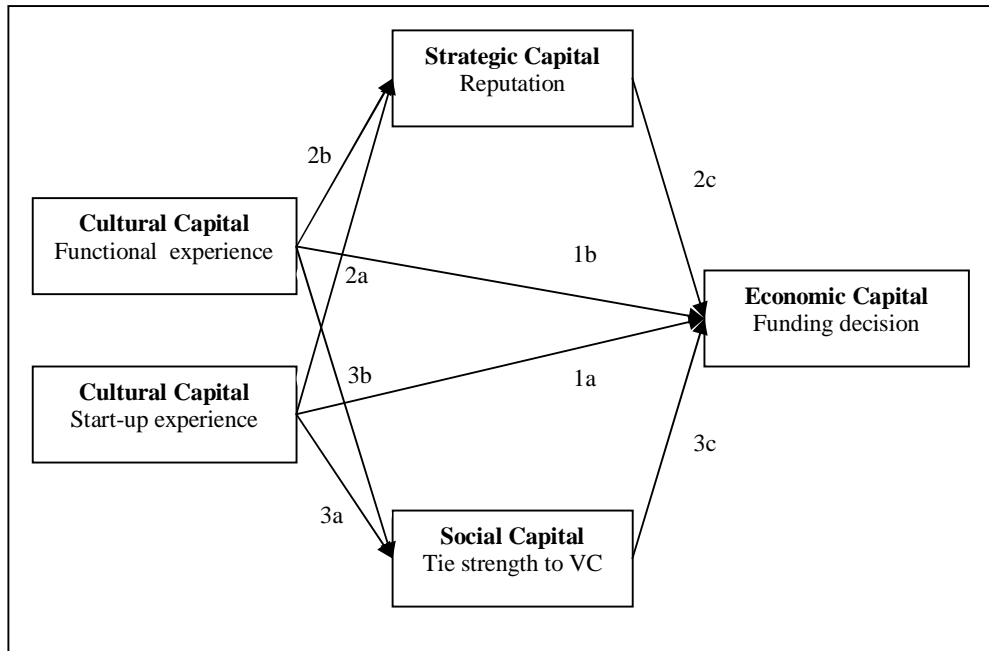 Strategic Capital
Reputation
2b
2c
Cultural Capital
Functional experience
1b
2a
Economic Capital
Funding decision
Cultural Capital
Start-up experience
3b
1a
3c
3a
Social Capital
Tie strength to VC